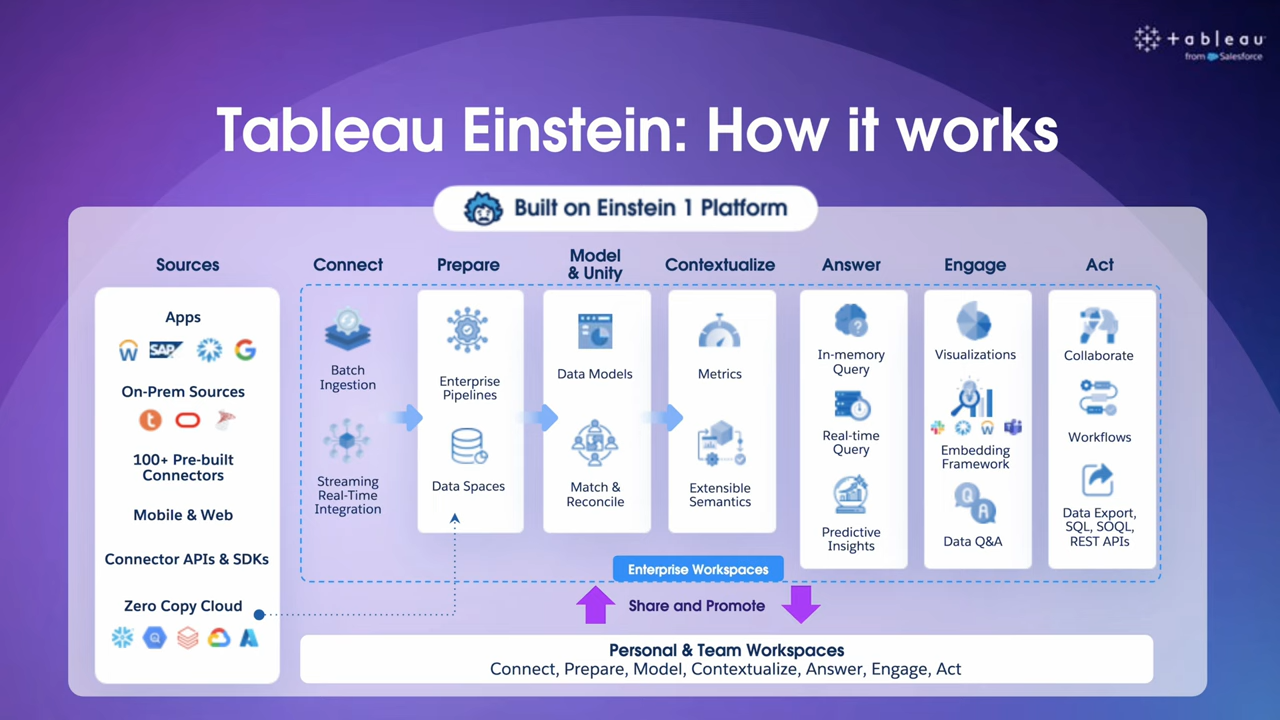 tableau
from Salesforce
Tableau Einstein: How it works
Built on Einstein 1 Platform
Sources
Apps
SAP
On-Prem Sources
100+ Pre-built
Connectors
Mobile & Web
Connector APIs & SDKs
Zero Copy Cloud
Connect
Batch
Ingestion
Streaming
Real-Time
Integration
Prepare
Enterprise
Pipelines
Data Spaces
Model
& Unity
Data Models
Match &
Reconcile
Contextualize
Metrics
Extensible
Semantics
Answer
In-memory
Query
Real-time
Query
Predictive
Insights
Engage
Visualizations
Embedding
Framework
Q A
Data Q&A
Act
Collaborate
Workflows
Data Export,
SQL, SOQL,
REST APIs
Enterprise Workspaces
Share and Promote
Personal & Team Workspaces
Connect, Prepare, Model, Contextualize, Answer, Engage, Act